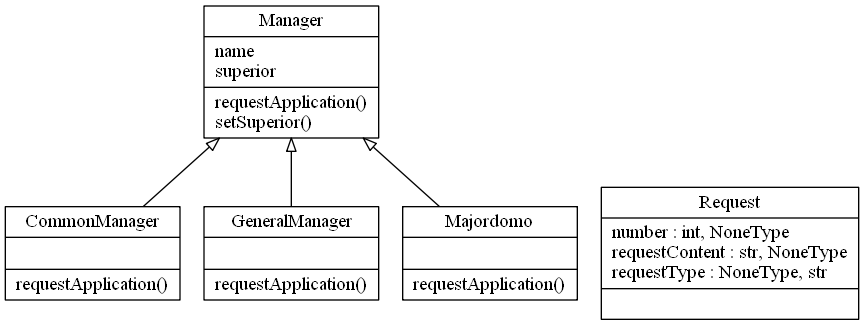 Manager
name
superior
requestApplication()
setSuperior()
CommonManager
requestApplication()
GeneralManager
requestApplication()
Majordomo
requestApplication()
Request
number : int, NoneType
requestContent : str, NoneType
requestType : NoneType, str